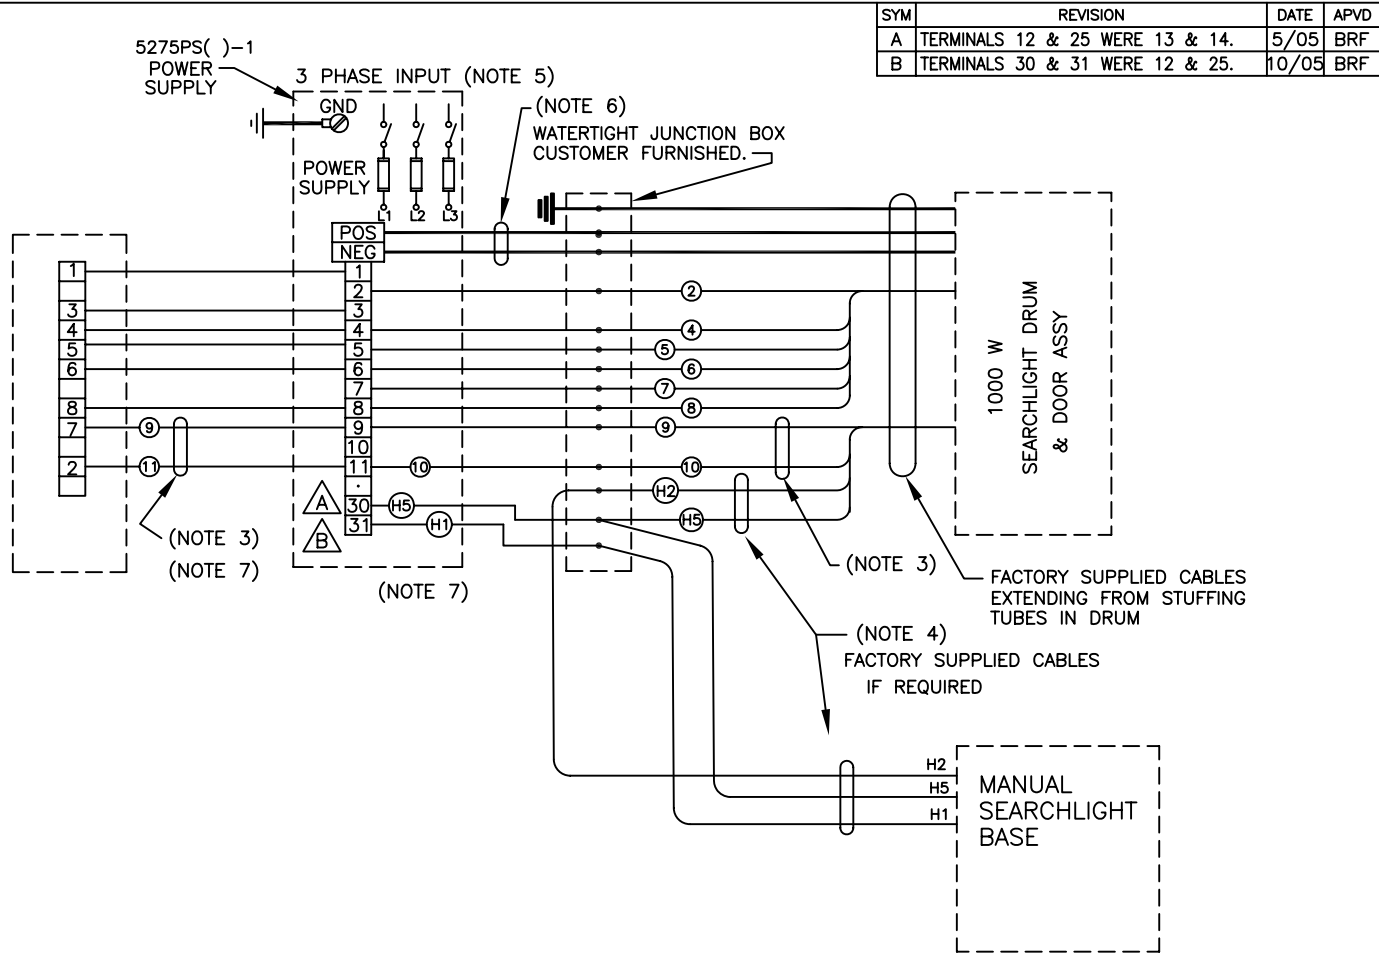 SYM REVISION DATE APVD
A TERMINALS 12 & 25 WERE 13 & 14. 5/05 BRF
B TERMINALS 30 & 31 WERE 12 & 25. 10/05 BRF
5275PS( )-1
POWER
SUPPLY
3 PHASE INPUT (NOTE 5)
GND
POWER
SUPPLY
L1 L2 L3
(NOTE 6)
WATERTIGHT JUNCTION BOX
CUSTOMER FURNISHED.
POS
NEG
1
3
4
5
6
8
7
2
9
11
(NOTE 3)
(NOTE 7)
1
2
3
4
5
6
7
8
9
10
11
.
30
31
A
B
10
H5
H1
(NOTE 7)
2
4
5
6
7
8
9
10
H2
H5
1000 W
SEARCHLIGHT DRUM
& DOOR ASSY
(NOTE 3)
FACTORY SUPPLIED CABLES
EXTENDING FROM STUFFING
TUBES IN DRUM
(NOTE 4)
FACTORY SUPPLIED CABLES
IF REQUIRED
H2
H5
H1
MANUAL
SEARCHLIGHT
BASE